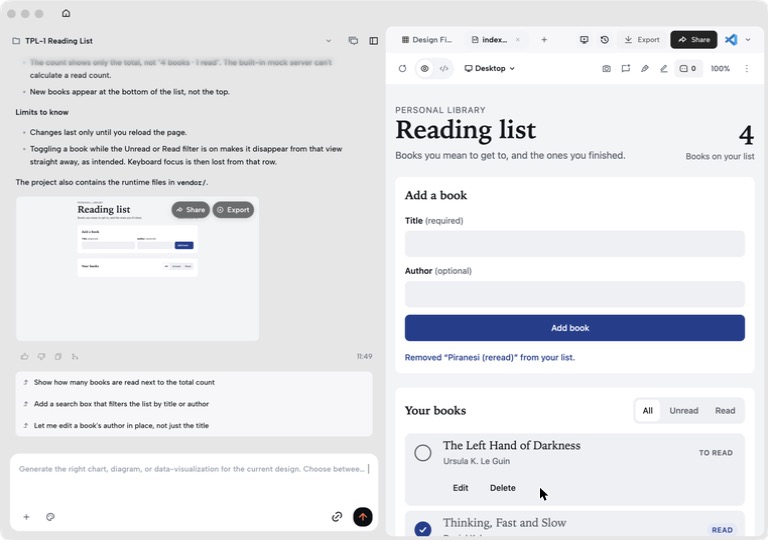 TPL-1 Reading List
The count shows only the total, not "4 books · 1 read". The built-in mock server can't
calculate a read count.
New books appear at the bottom of the list, not the top.
Limits to know
Changes last only until you reload the page.
Toggling a book while the Unread or Read filter is on makes it disappear from that view
straight away, as intended. Keyboard focus is then lost from that row.
The project also contains the runtime files in vendor/.
Reading list
Share
Export
Add a book
Your books
11:49
Show how many books are read next to the total count
Add a search box that filters the list by title or author
Let me edit a book's author in place, not just the title
Generate the right chart, diagram, or data-visualization for the current design. Choose betwee...
Design Fi...
index...
Export
Share
Desktop
0
100%
PERSONAL LIBRARY
Reading list
4
Books you mean to get to, and the ones you finished.
Books on your list
Add a book
Title (required)
Author (optional)
Add book
Removed “Piranesi (reread)” from your list.
Your books
All
Unread
Read
The Left Hand of Darkness
Ursula K. Le Guin
TO READ
Edit
Delete
Thinking, Fast and Slow
READ